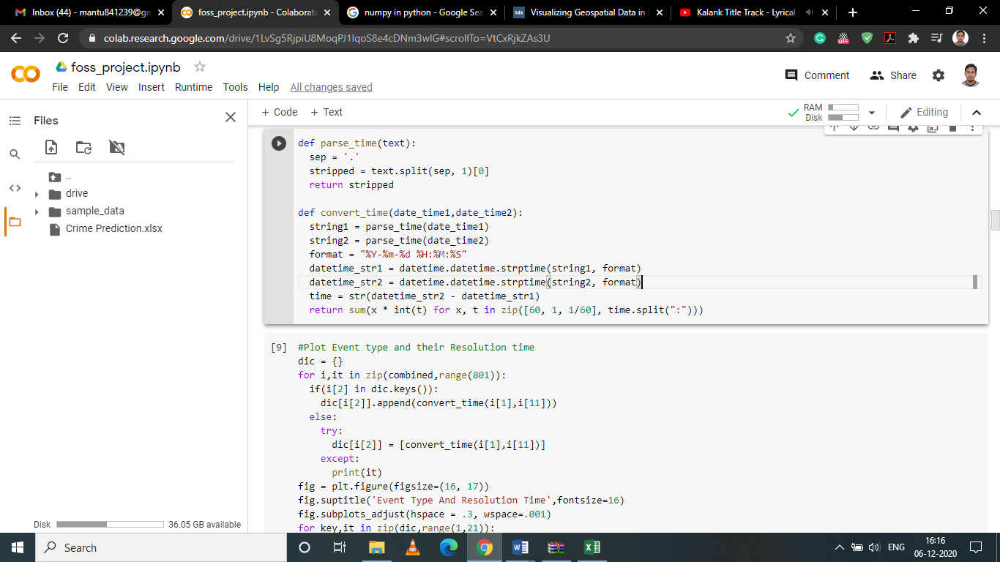 Inbox (44) - mantu841239@gm
foss_project.ipynb - Colaborato
numpy in python - Google Sea
tds Visualizing Geospatial Data in
Kalank Title Track - Lyrical
colab.research.google.com/drive/
OFF
foss_project.ipynb
Comment
Share
File Edit View Insert Runtime Tools Help All changes saved
Files
+ Code + Text
RAM
Disk
Editing
..
drive
sample_data
Crime Prediction.xlsx
def parse_time(text):
  sep = '.'
  stripped = text.split(sep, 1)[0]
  return stripped
def convert_time(date_time1,date_time2):
  string1 = parse_time(date_time1)
  string2 = parse_time(date_time2)
  format = "%Y-%m-%d %H:%M:%S"
  datetime_str1 = datetime.datetime.strptime(string1, format)
  datetime_str2 = datetime.datetime.strptime(string2, format)
  time = str(datetime_str2 - datetime_str1)
  return sum(x * int(t) for x, t in zip([60, 1, 1/60], time.split(":")))
[9] #Plot Event type and their Resolution time
dic = {}
for i,it in zip(combined,range(801)):
  if(i[2] in dic.keys()):
    dic[i[2]].append(convert_time(i[1],i[11]))
  else:
    try:
      dic[i[2]] = [convert_time(i[1],i[11])]
    except:
      print(it)
fig = plt.figure(figsize=(16, 17))
fig.suptitle('Event Type And Resolution Time',fontsize=16)
fig.subplots_adjust(hspace = .3, wspace=.001)
for key,it in zip(dic,range(1,21)):
Disk 36.05 GB available
Search
ENG
16:16
06-12-2020